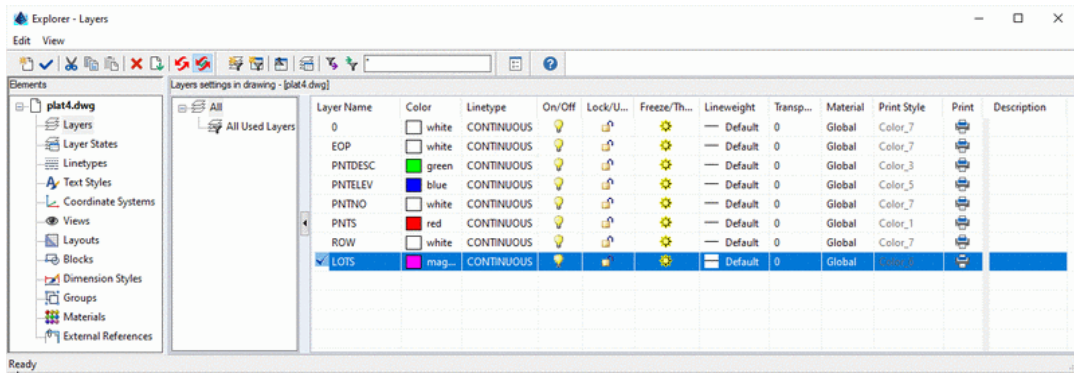 Explorer - Layers
Edit View
*
Elements
Layers settings in drawing - [plat4.dwg]
plat4.dwg
Layers
Layer States
Linetypes
Text Styles
Coordinate Systems
Views
Layouts
Blocks
Dimension Styles
Groups
Materials
External References
All
All Used Layers
Layer Name Color Linetype On/Off Lock/U... Freeze/Th... Lineweight Transp... Material Print Style Print Description
0 white CONTINUOUS Default 0 Global Color_7
EOP white CONTINUOUS Default 0 Global Color_7
PNTDESC green CONTINUOUS Default 0 Global Color_3
PNTELEV blue CONTINUOUS Default 0 Global Color_5
PNTNO white CONTINUOUS Default 0 Global Color_7
PNTS red CONTINUOUS Default 0 Global Color_1
ROW white CONTINUOUS Default 0 Global Color_7
LOTS mag... CONTINUOUS Default 0 Global Color_6
Ready